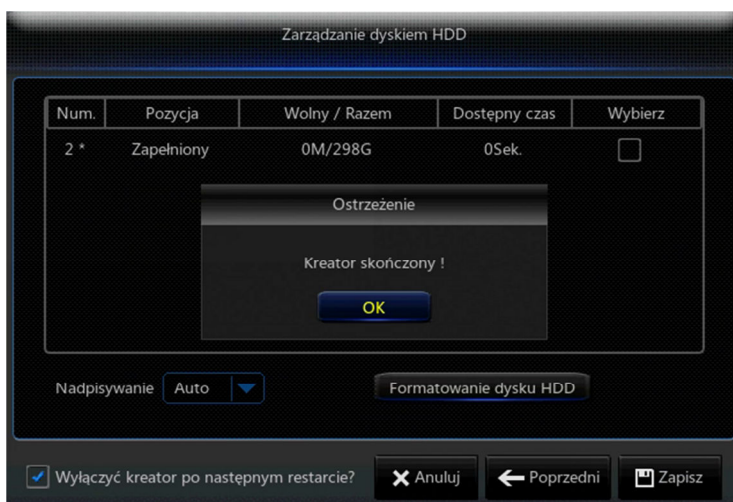 Zarządzanie dyskiem HDD
Num. Pozycja Wolny / Razem Dostępny czas Wybierz
2 * Zapełniony 0M/298G 0Sek.
Ostrzeżenie
Kreator skończony !
OK
Nadpisywanie Auto Formatowanie dysku HDD
Wyłączyć kreator po następnym restarcie? Anuluj Poprzedni Zapisz